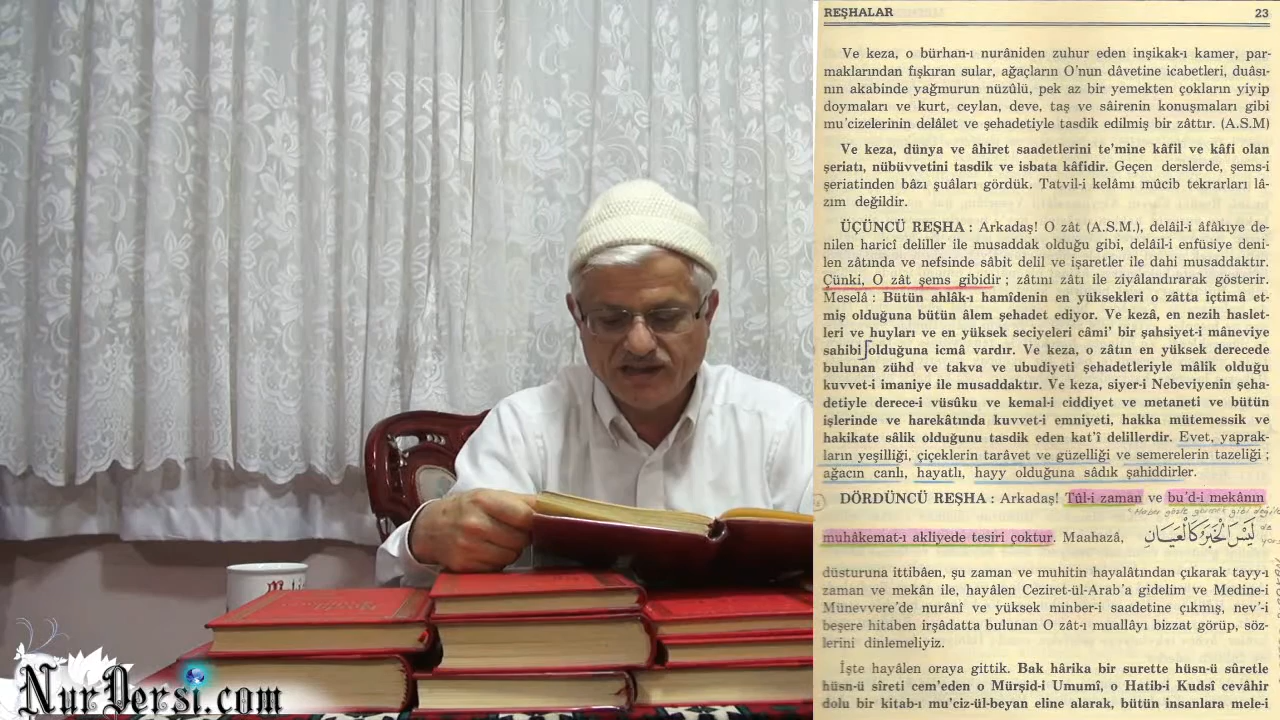 REŞHALAR 23
Ve keza, o bürhan-ı nurâniden zuhur eden inşikak-ı kamer, par-
maklarından fışkıran sular, ağaçların O'nun dâvetine icabetleri, duâsı-
nın akabinde yağmurun nüzûlü, pek az bir yemekten çokların yiyip
doymaları ve kurt, ceylan, deve, taş ve sâirenin konuşmaları gibi
mu'cizelerinin delâlet ve şehadetiyle tasdik edilmiş bir zâttır. (A.S.M)
Ve keza, dünya ve âhiret saadetlerini te'mine kâfil ve kâfi olan
şeriatı, nübüvvetini tasdik ve isbata kâfidir. Geçen derslerde, şems-i
şeriatinden bâzı şuâları gördük. Tatvil-i kelâmı mûcib tekrarları lâ-
zım değildir.
ÜÇÜNCÜ REŞHA : Arkadaş! O zât (A.S.M.), delâil-i âfâkıye de-
nilen haricî deliller ile musaddak olduğu gibi, delâil-i enfüsiye deni-
len zâtında ve nefsinde sâbit delil ve işaretler ile dahi musaddaktır.
Çünki, O zât şems gibidir ; zâtını zâtı ile ziyâlandırarak gösterir.
Meselâ : Bütün ahlâk-ı hamîdenin en yüksekleri o zâtta içtimâ et-
miş olduğuna bütün âlem şehadet ediyor. Ve kezâ, en nezih haslet-
leri ve huyları ve en yüksek seciyeleri câmi' bir şahsiyet-i mâneviye
sahibi olduğuna icmâ vardır. Ve keza, o zâtın en yüksek derecede
bulunan zühd ve takva ve ubudiyeti şehadetleriyle mâlik olduğu
kuvvet-i imaniye ile musaddaktır. Ve keza, siyer-i Nebeviyenin şeha-
detiyle derece-i vüsûku ve kemal-i ciddiyet ve metaneti ve bütün
işlerinde ve harekâtında kuvvet-i emniyeti, hakka mütemessik ve
hakikate sâlik olduğunu tasdik eden kat'î delillerdir. Evet, yaprak-
ların yeşilliği, çiçeklerin tarâvet ve güzelliği ve semerelerin tazeliği ;
ağacın canlı, hayatlı, hayy olduğuna sâdık şahiddirler.
DÖRDÜNCÜ REŞHA : Arkadaş! Tûl-i zaman ve bu'd-i mekânın
Haber gözle görmek gibi değil
muhâkemat-ı akliyede tesiri çoktur. Maahazâ, لَيْسَ الْخَبَرُ كَالْعِيَانِ
düsturuna ittibâen, şu zaman ve muhitin hayalâtından çıkarak tayy-ı
zaman ve mekân ile, hayâlen Ceziret-ül-Arab'a gidelim ve Medine-i
Münevvere'de nurânî ve yüksek minber-i saadetine çıkmış, nev'-i
beşere hitaben irşâdatta bulunan O zât-ı muallâyı bizzat görüp, söz-
lerini dinlemeliyiz.
İşte hayâlen oraya gittik. Bak hârika bir surette hüsn-ü sûretle
hüsn-ü sîreti cem'eden o Mürşid-i Umumî, o Hatib-i Kudsî cevâhir
dolu bir kitab-ı mu'ciz-ül-beyan eline alarak, bütün insanlara mele-i
NurDersi.com